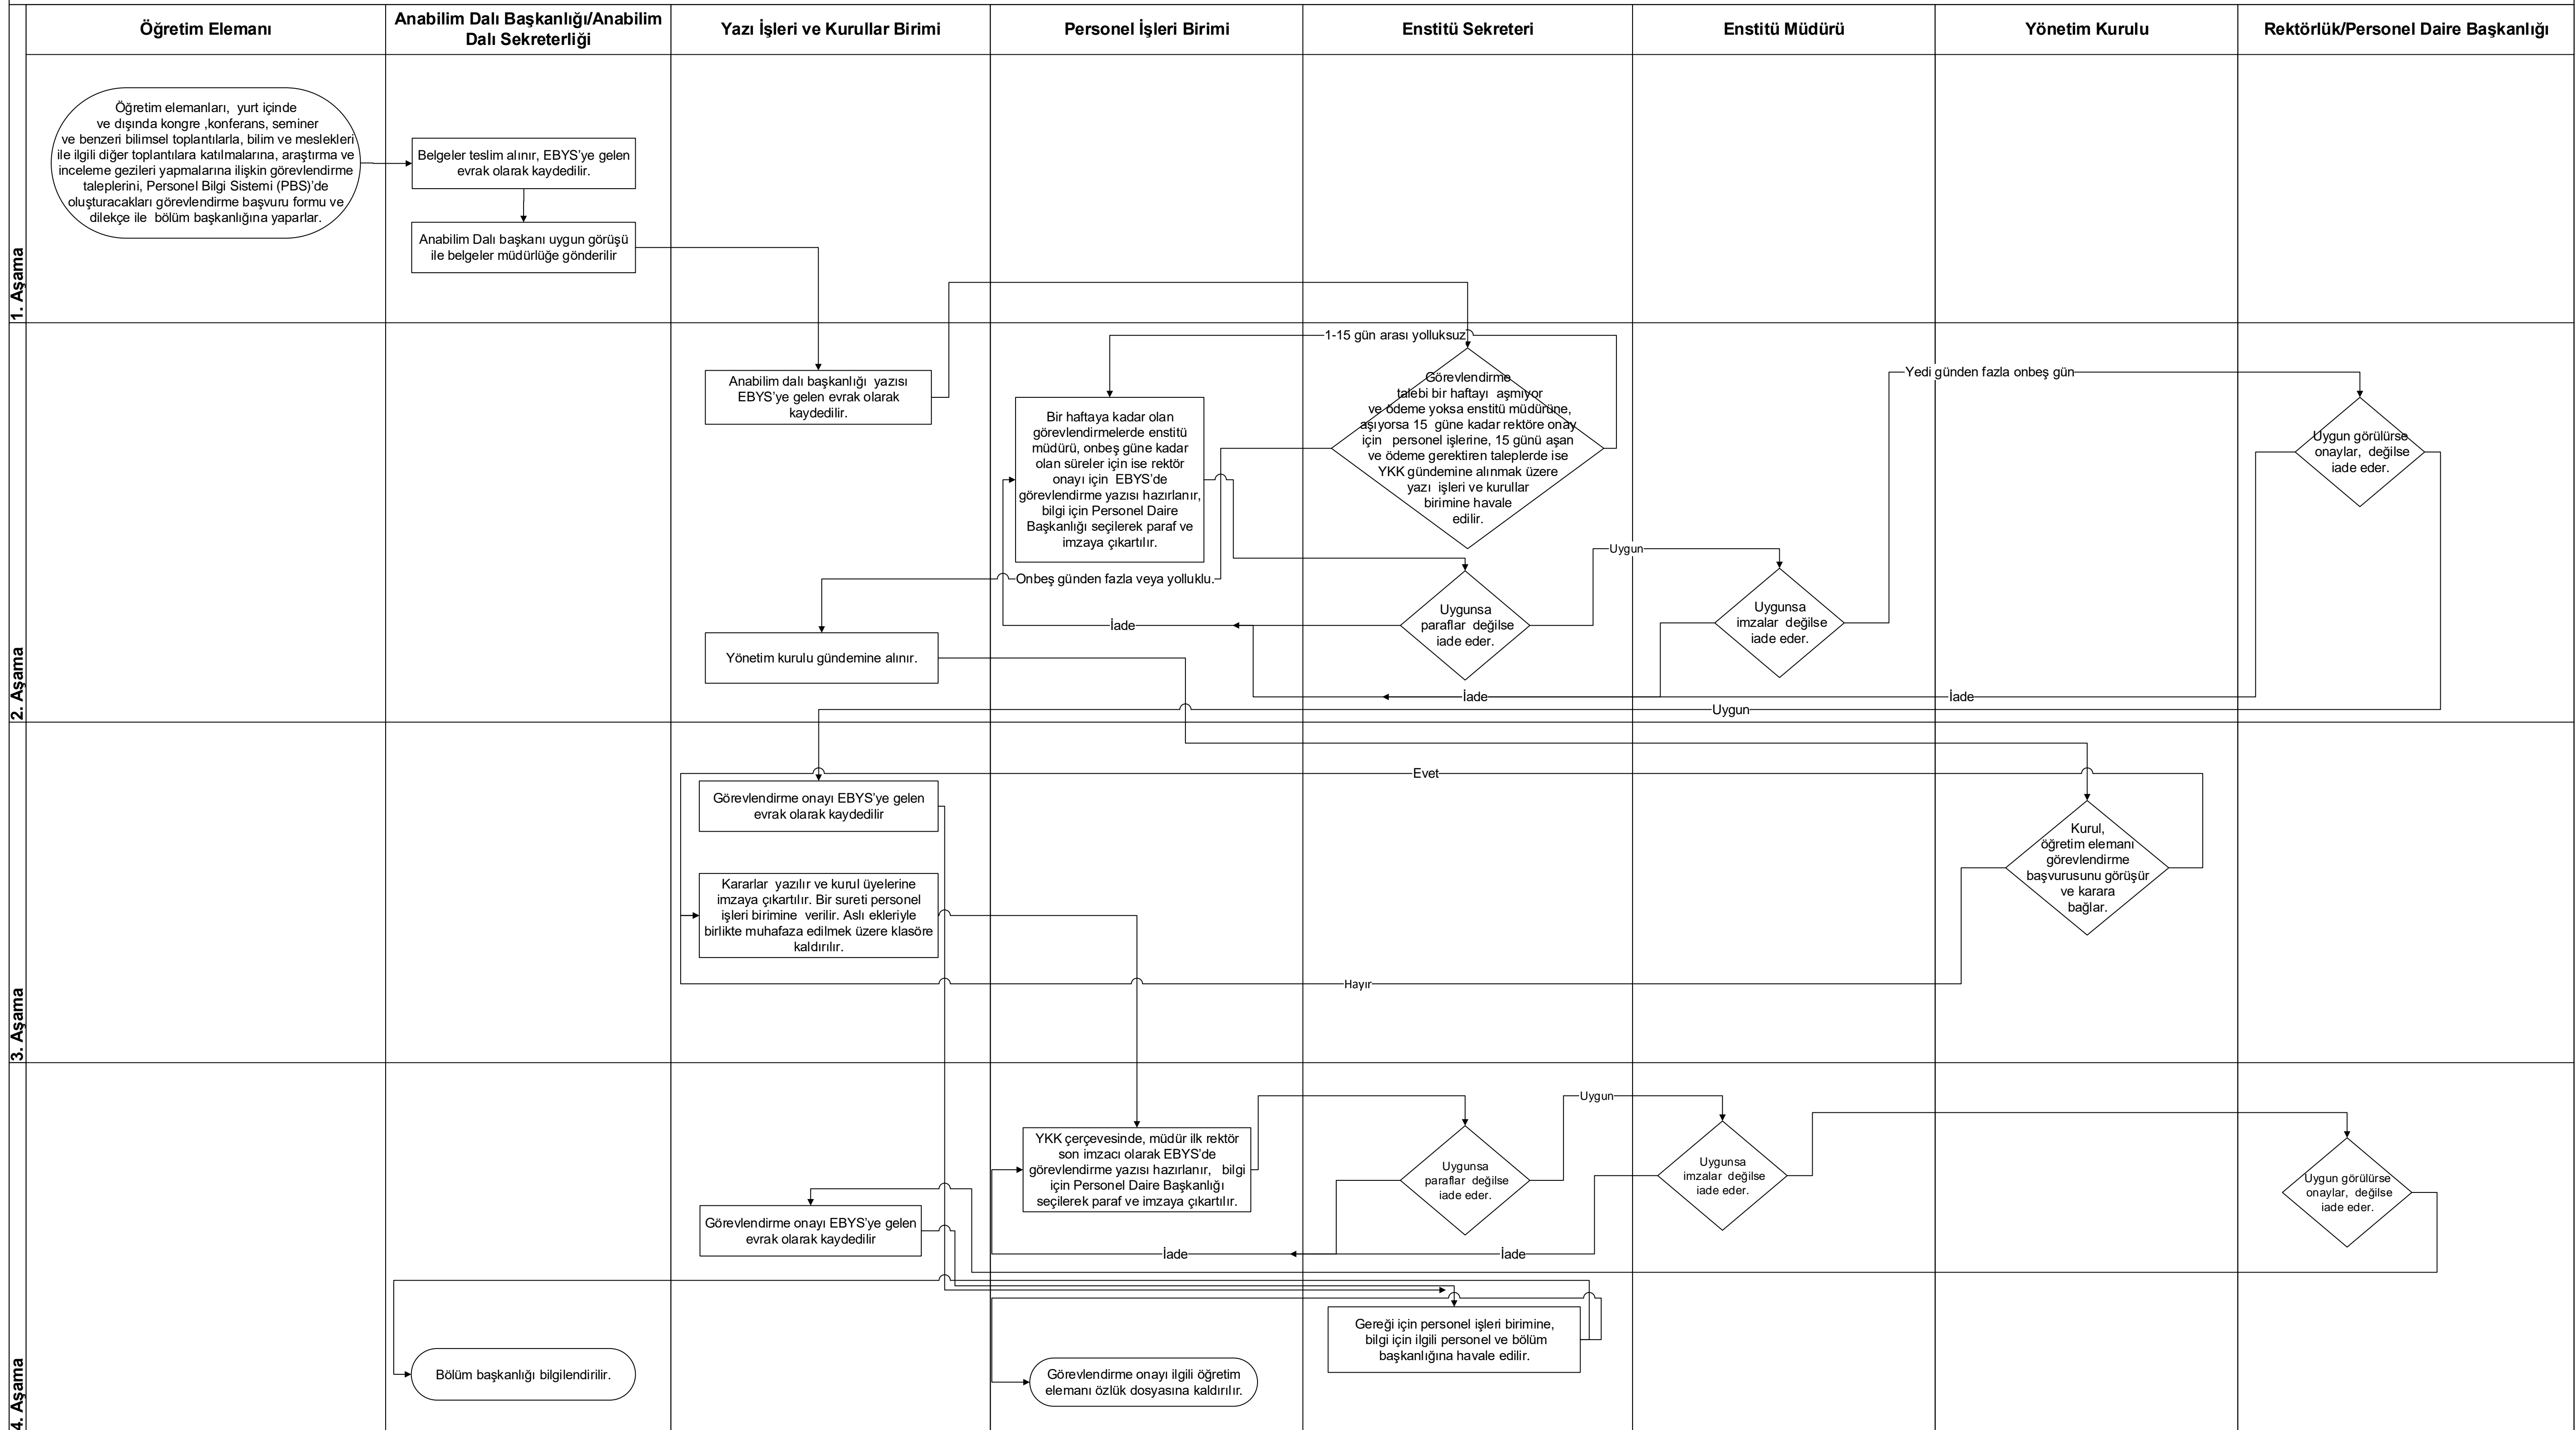 Öğretim Elemanı
Anabilim Dalı Başkanlığı/Anabilim
Dalı Sekreterliği
Yazı İşleri ve Kurullar Birimi
Personel İşleri Birimi
Enstitü Sekreteri
Enstitü Müdürü
Yönetim Kurulu
Rektörlük/Personel Daire Başkanlığı
1. Aşama
Öğretim elemanları,  yurt içinde
ve dışında kongre ,konferans, seminer
ve benzeri bilimsel toplantılarla, bilim ve meslekleri
ile ilgili diğer toplantılara katılmalarına, araştırma ve
inceleme gezileri yapmalarına ilişkin görevlendirme
taleplerini, Personel Bilgi Sistemi (PBS)’de
oluşturacakları görevlendirme başvuru formu ve
dilekçe ile  bölüm başkanlığına yaparlar.
Belgeler teslim alınır, EBYS’ye gelen
evrak olarak kaydedilir.
Anabilim Dalı başkanı uygun görüşü
ile belgeler müdürlüğe gönderilir
2. Aşama
Anabilim dalı başkanlığı  yazısı
EBYS’ye gelen evrak olarak
kaydedilir.
1-15 gün arası yolluksuz
Bir haftaya kadar olan
görevlendirmelerde enstitü
müdürü, onbeş güne kadar
olan süreler için ise rektör
onayı için  EBYS’de
görevlendirme yazısı hazırlanır,
bilgi için Personel Daire
Başkanlığı seçilerek paraf ve
imzaya çıkartılır.
Görevlendirme
talebi bir haftayı  aşmıyor
ve ödeme yoksa enstitü müdürüne,
aşıyorsa 15  güne kadar rektöre onay
için   personel işlerine, 15 günü aşan
ve ödeme gerektiren taleplerde ise
YKK gündemine alınmak üzere
yazı  işleri ve kurullar
birimine havale
edilir.
Yedi günden fazla onbeş gün
Uygun görülürse
onaylar,  değilse
iade eder.
Onbeş günden fazla veya yolluklu.
Uygun
Uygunsa
paraflar  değilse
iade eder.
Uygunsa
imzalar  değilse
iade eder.
İade
Yönetim kurulu gündemine alınır.
İade
İade
Uygun
3. Aşama
Evet
Görevlendirme onayı EBYS’ye gelen
evrak olarak kaydedilir
Kararlar  yazılır ve kurul üyelerine
imzaya çıkartılır. Bir sureti personel
işleri birimine  verilir. Aslı ekleriyle
birlikte muhafaza edilmek üzere klasöre
kaldırılır.
Kurul,
öğretim elemanı
görevlendirme
başvurusunu görüşür
ve karara
bağlar.
Hayır
4. Aşama
YKK çerçevesinde, müdür ilk rektör
son imzacı olarak EBYS’de
görevlendirme yazısı hazırlanır,   bilgi
için Personel Daire Başkanlığı
seçilerek paraf ve imzaya çıkartılır.
Uygun
Uygunsa
paraflar  değilse
iade eder.
Uygunsa
imzalar  değilse
iade eder.
Uygun görülürse
onaylar,  değilse
iade eder.
Görevlendirme onayı EBYS’ye gelen
evrak olarak kaydedilir
İade
İade
Gereği için personel işleri birimine,
bilgi için ilgili personel ve bölüm
başkanlığına havale edilir.
Bölüm başkanlığı bilgilendirilir.
Görevlendirme onayı ilgili öğretim
elemanı özlük dosyasına kaldırılır.